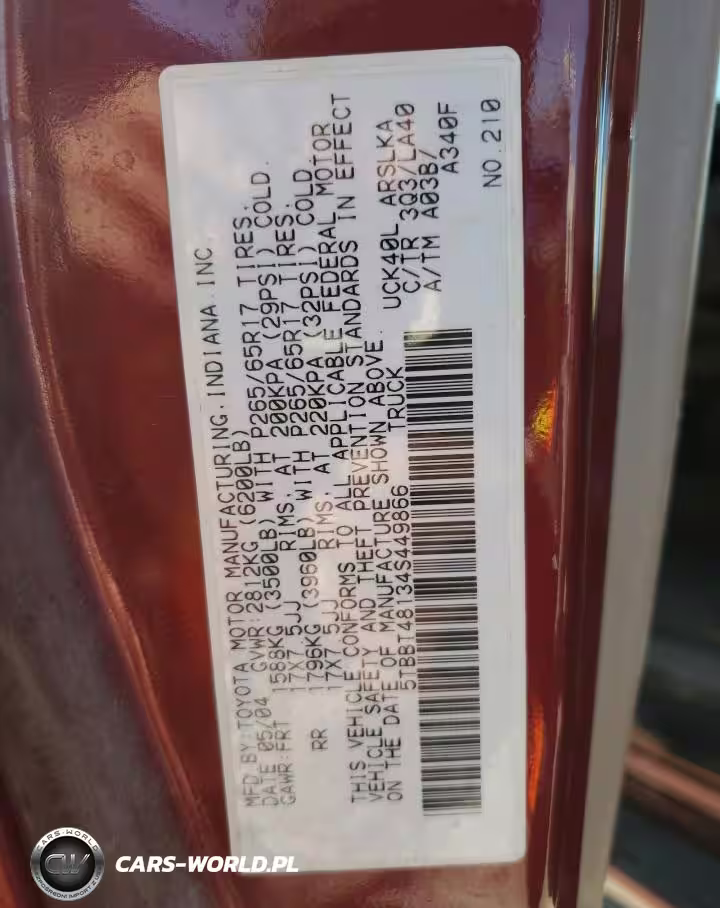 MFD.BY:TOYOTA MOTOR MANUFACTURING,INDIANA.INC.
DATE:05/04 GVWR:2812KG(6200LB)
GAWR:FRT 1588KG(3500LB) WITH P265/65R17 TIRES,
17X7.5JJ RIMS, AT 200KPA(29PSI) COLD.
RR 1796KG(3960LB) WITH P265/65R17 TIRES,
17X7.5JJ RIMS, AT 220KPA(32PSI) COLD.
THIS VEHICLE CONFORMS TO ALL APPLICABLE FEDERAL MOTOR
VEHICLE SAFETY AND THEFT PREVENTION STANDARDS IN EFFECT
ON THE DATE OF MANUFACTURE SHOWN ABOVE.
5TBBT48134S449866 TRUCK
UCK40L ARSLKA
C/TR 3Q3/LA40
A/TM A03B/
A340F
NO.210
CARS-WORLD
CW
CARS-WORLD.PL